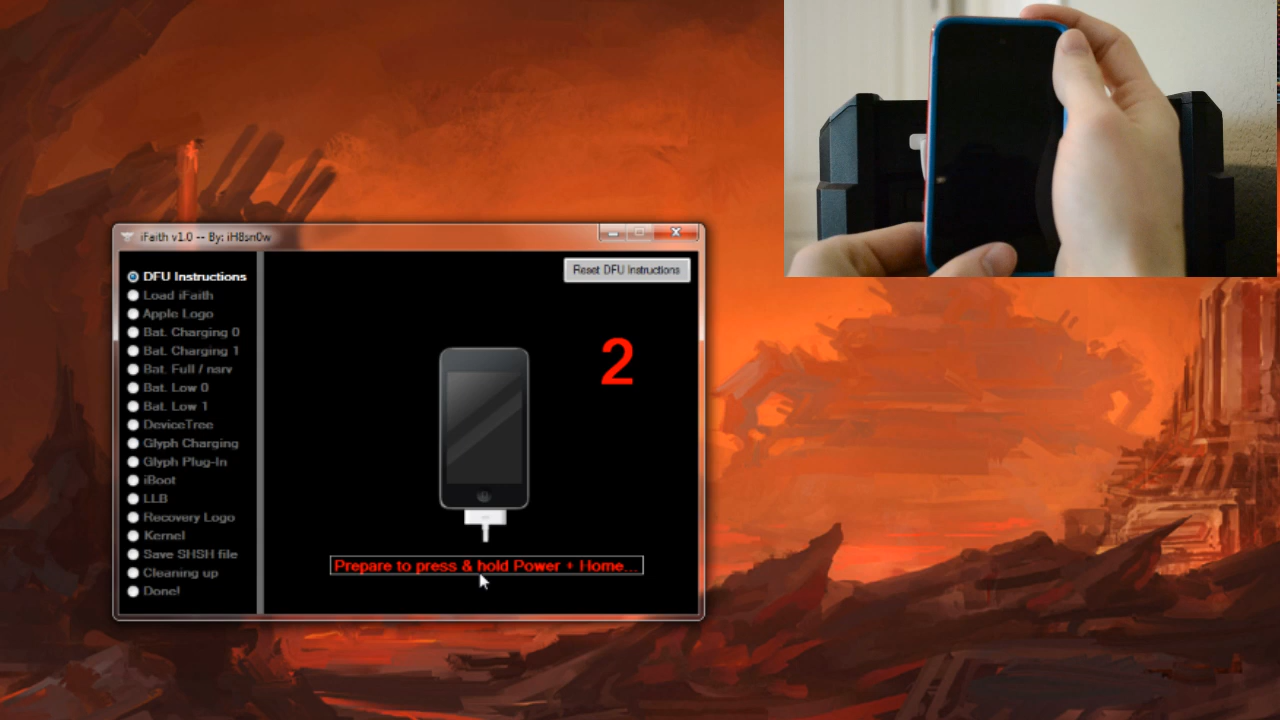 iFaith v1.0 -- By: iH8sn0w
Reset DFU Instructions
DFU Instructions
Load iFaith
Apple Logo
Bat. Charging 0
Bat. Charging 1
Bat. Full / nsrv
Bat. Low 0
Bat. Low 1
DeviceTree
Glyph Charging
Glyph Plug-In
iBoot
LLB
Recovery Logo
Kernel
Save SHSH file
Cleaning up
Done!
2
Prepare to press & hold Power + Home...